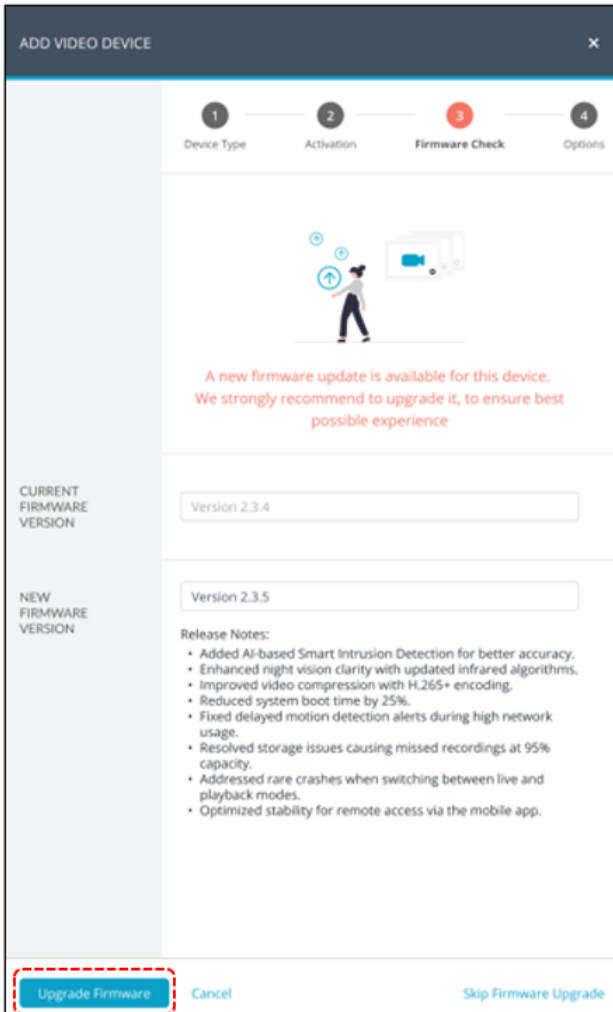 ADD VIDEO DEVICE ×
1 2 3 4
Device Type Activation Firmware Check Options
A new firmware update is available for this device.
We strongly recommend to upgrade it, to ensure best
possible experience
CURRENT
FIRMWARE
VERSION
Version 2.3.4
NEW
FIRMWARE
VERSION
Version 2.3.5
Release Notes:
• Added AI-based Smart Intrusion Detection for better accuracy.
• Enhanced night vision clarity with updated infrared algorithms.
• Improved video compression with H.265+ encoding.
• Reduced system boot time by 25%.
• Fixed delayed motion detection alerts during high network
usage.
• Resolved storage issues causing missed recordings at 95%
capacity.
• Addressed rare crashes when switching between live and
playback modes.
• Optimized stability for remote access via the mobile app.
Upgrade Firmware Cancel Skip Firmware Upgrade